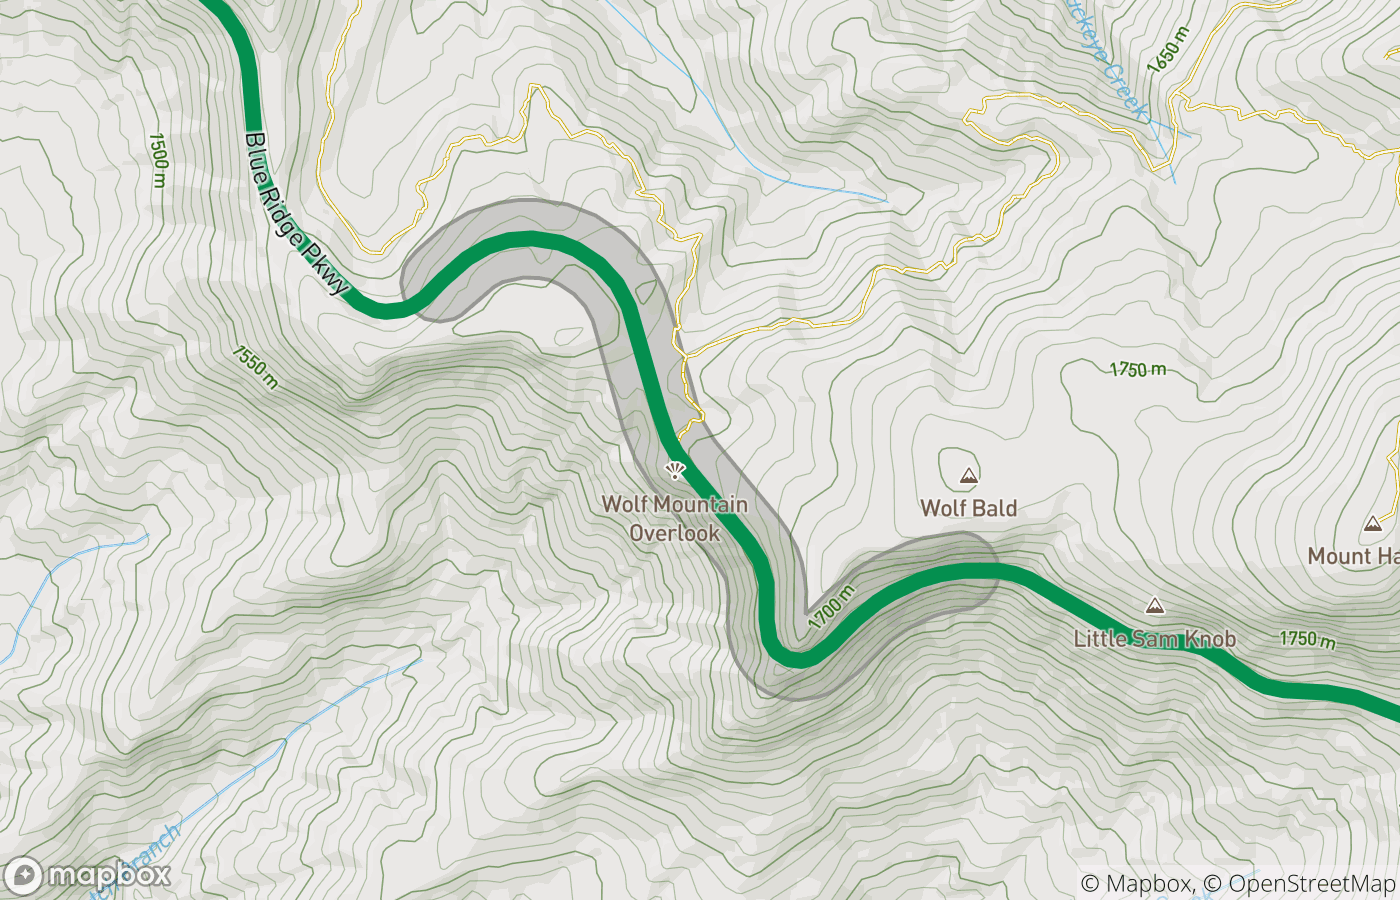 1650 m
Creek
1500 m
Blue Ridge Pkwy
1550 m
1750 m
Wolf Mountain
Overlook
Wolf Bald
Mount Ha
1700 m
Little Sam Knob
1750 m
mapbox
© Mapbox, © OpenStreetMap